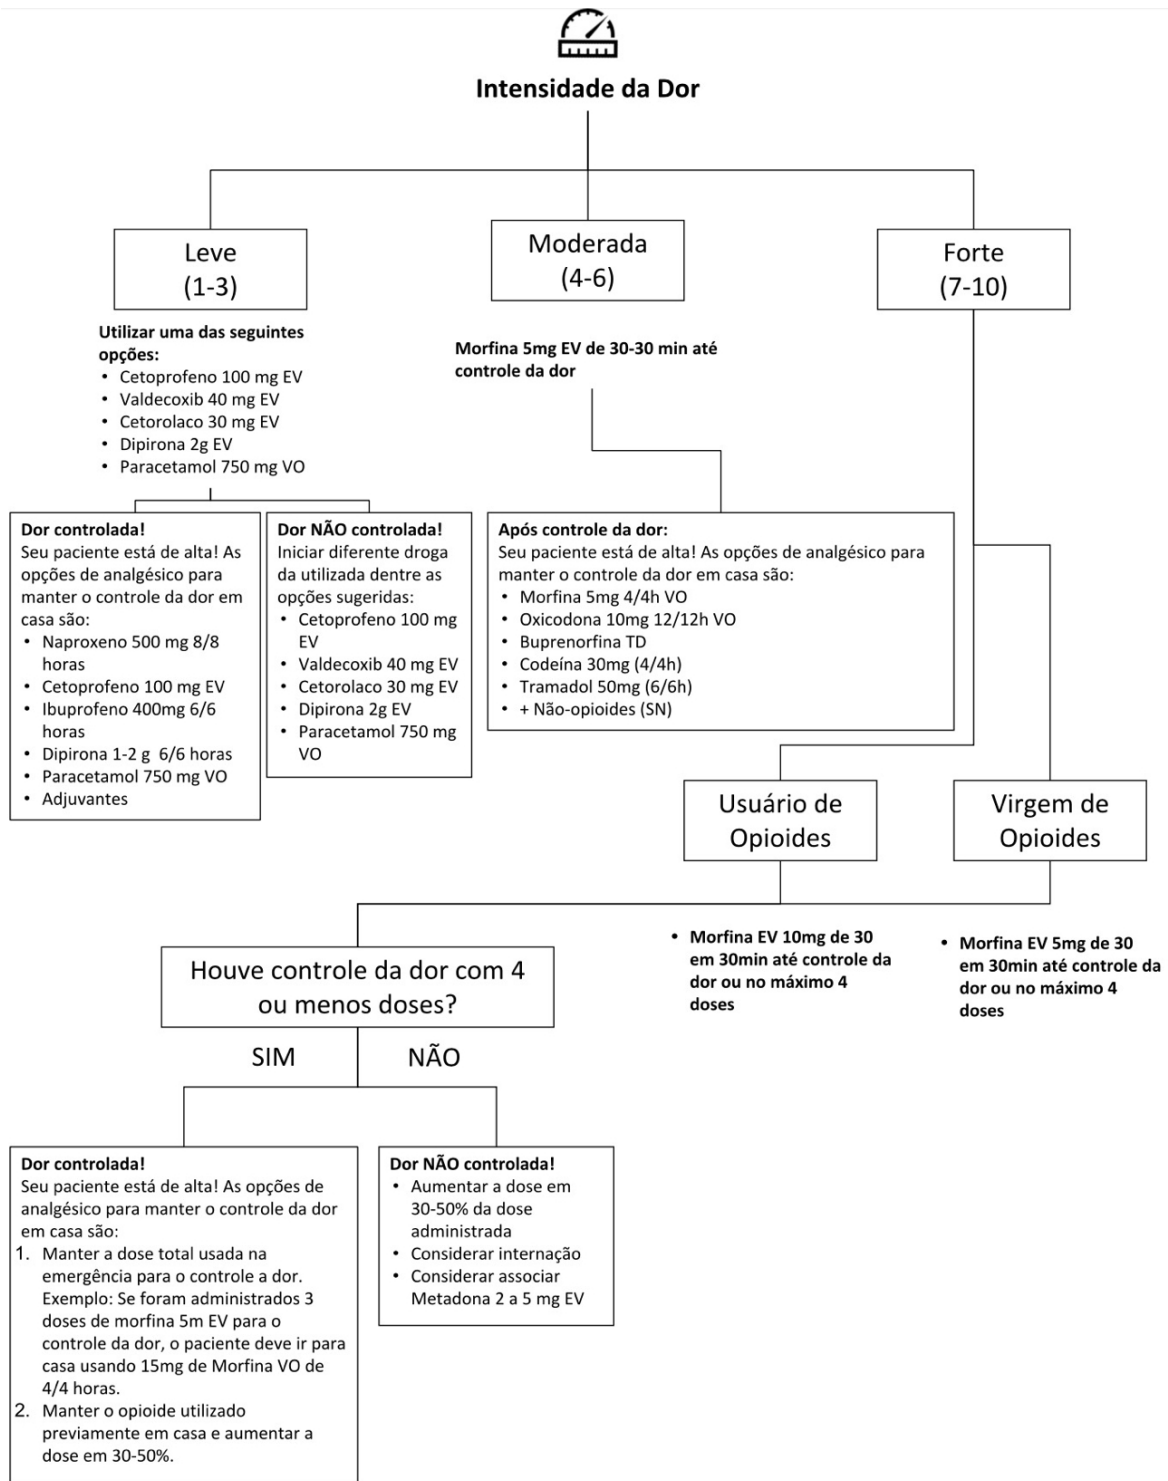 Intensidade da Dor
Leve
(1-3)
Moderada
(4-6)
Forte
(7-10)
Utilizar uma das seguintes
opções:
• Cetoprofeno 100 mg EV
• Valdecoxib 40 mg EV
• Cetorolaco 30 mg EV
• Dipirona 2g EV
• Paracetamol 750 mg VO
Morfina 5mg EV de 30-30 min até
controle da dor
Dor controlada!
Seu paciente está de alta! As
opções de analgésico para
manter o controle da dor em
casa são:
• Naproxeno 500 mg 8/8
horas
• Cetoprofeno 100 mg EV
• Ibuprofeno 400mg 6/6
horas
• Dipirona 1-2 g 6/6 horas
• Paracetamol 750 mg VO
• Adjuvantes
Dor NÃO controlada!
Iniciar diferente droga
da utilizada dentre as
opções sugeridas:
• Cetoprofeno 100 mg
EV
• Valdecoxib 40 mg EV
• Cetorolaco 30 mg EV
• Dipirona 2g EV
• Paracetamol 750 mg
VO
Após controle da dor:
Seu paciente está de alta! As opções de analgésico para
manter o controle da dor em casa são:
• Morfina 5mg 4/4h VO
• Oxicodona 10mg 12/12h VO
• Buprenorfina TD
• Codeína 30mg (4/4h)
• Tramadol 50mg (6/6h)
• + Não-opioides (SN)
Usuário de
Opioides
Virgem de
Opioides
• Morfina EV 10mg de 30
em 30min até controle da
dor ou no máximo 4
doses
• Morfina EV 5mg de 30
em 30min até controle da
dor ou no máximo 4
doses
Houve controle da dor com 4
ou menos doses?
SIM
NÃO
Dor controlada!
Seu paciente está de alta! As opções de
analgésico para manter o controle da dor
em casa são:
1. Manter a dose total usada na
emergência para o controle a dor.
Exemplo: Se foram administrados 3
doses de morfina 5m EV para o
controle da dor, o paciente deve ir para
casa usando 15mg de Morfina VO de
4/4 horas.
2. Manter o opioide utilizado
previamente em casa e aumentar a
dose em 30-50%.
Dor NÃO controlada!
• Aumentar a dose em
30-50% da dose
administrada
• Considerar internação
• Considerar associar
Metadona 2 a 5 mg EV